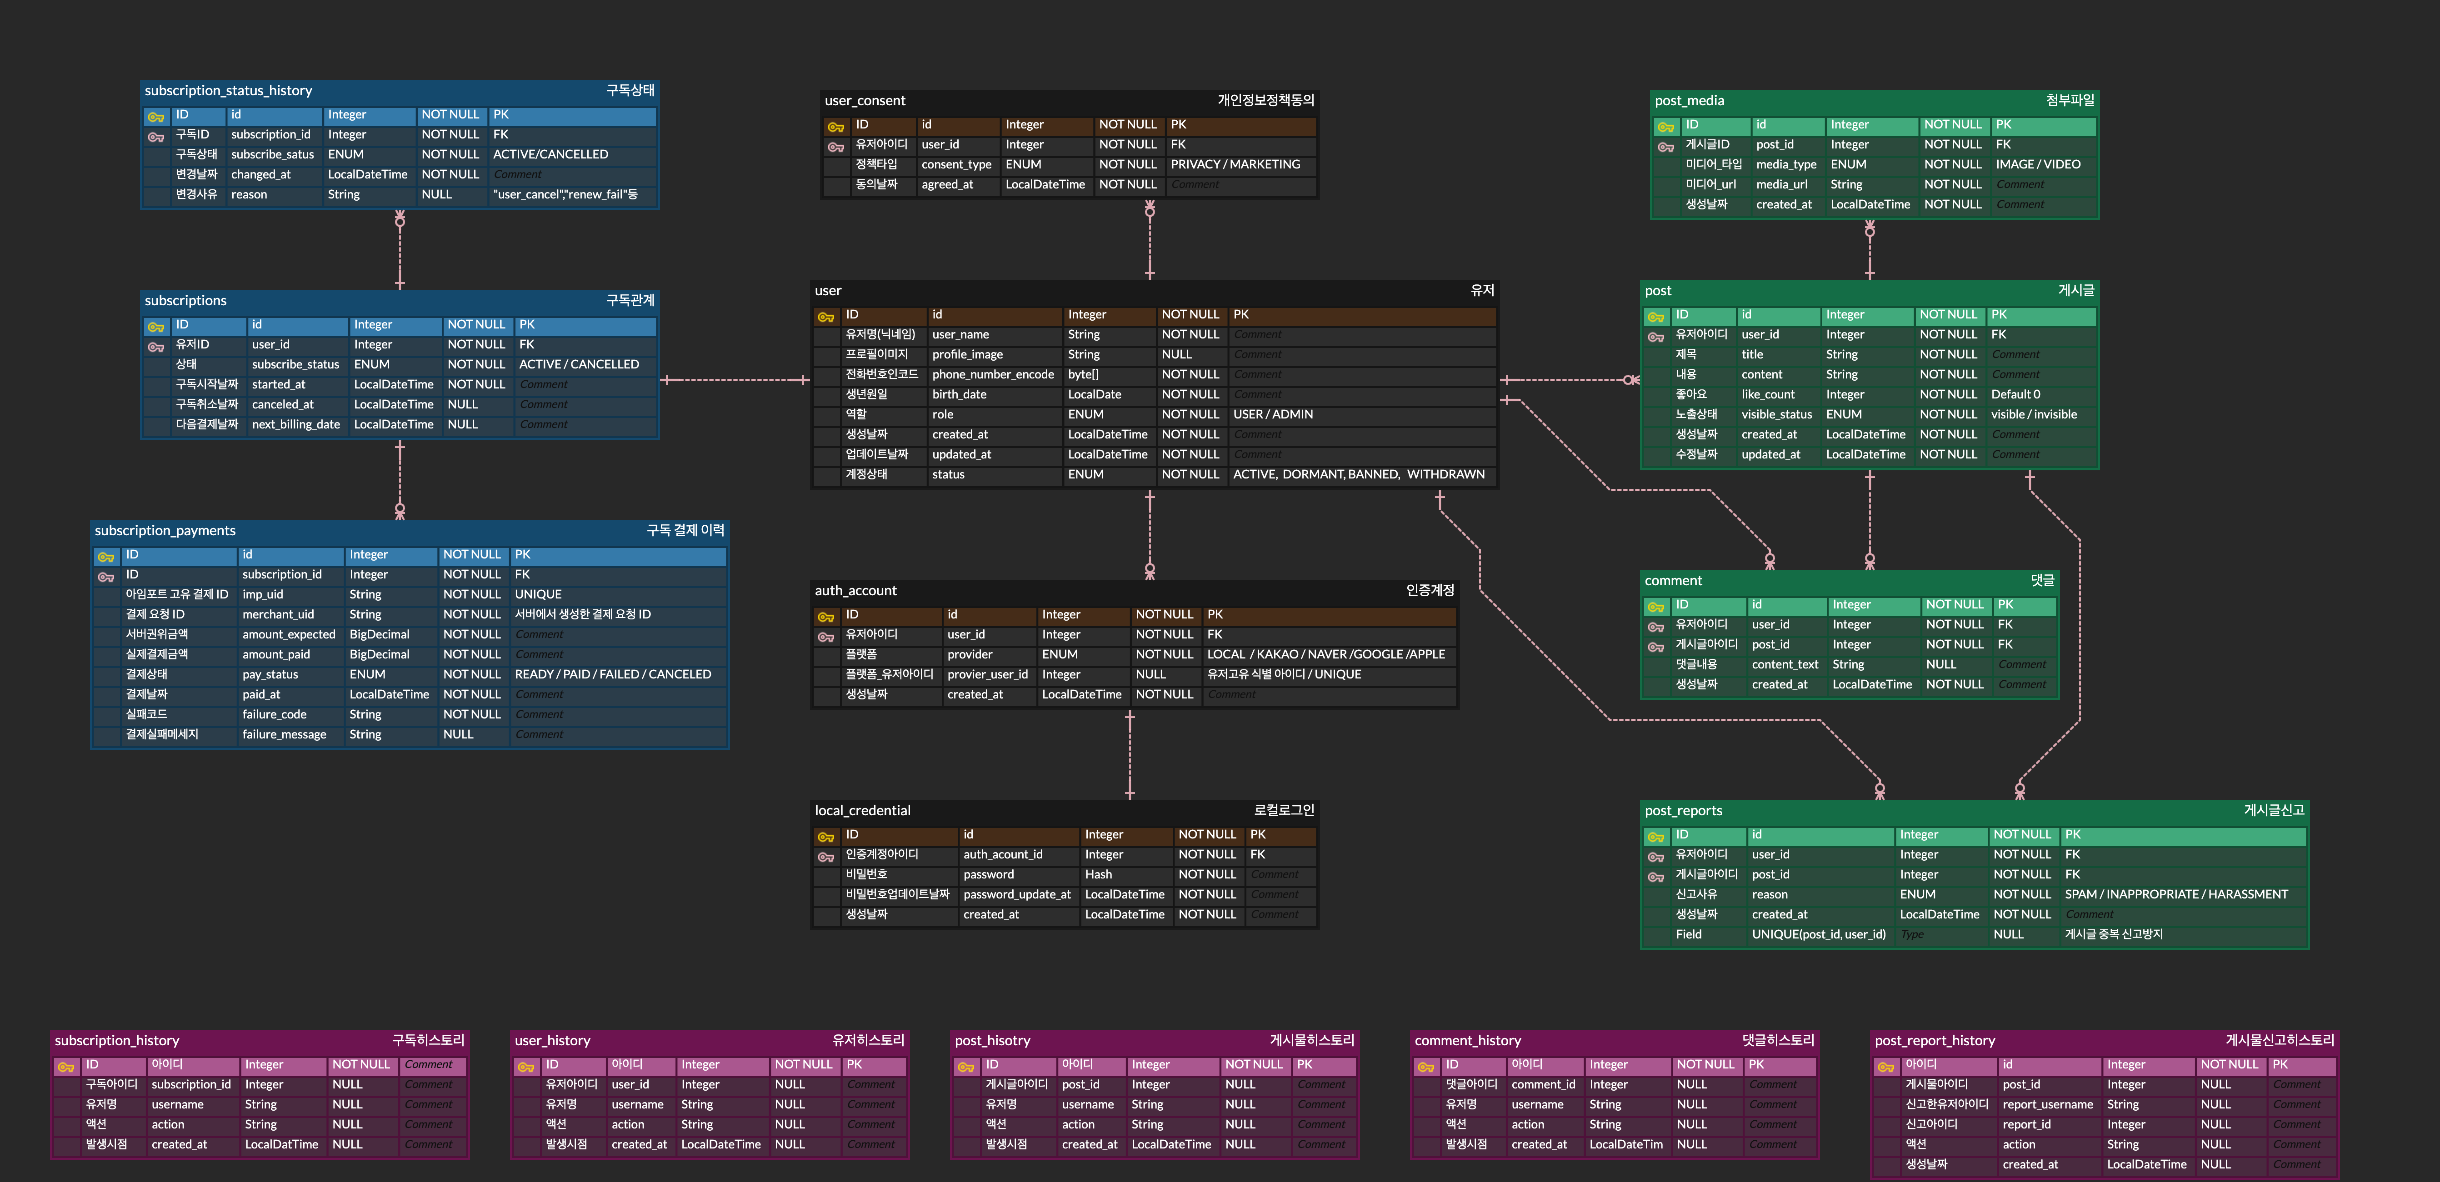 subscription_status_history 구독상태
ID id Integer NOT NULL PK
구독ID subscription_id Integer NOT NULL FK
구독상태 subscribe_satus ENUM NOT NULL ACTIVE/CANCELLED
변경날짜 changed_at LocalDateTime NOT NULL Comment
변경사유 reason String NULL "user_cancel","renew_fail"등
user_consent 개인정보정책동의
ID id Integer NOT NULL PK
유저아이디 user_id Integer NOT NULL FK
정책타입 consent_type ENUM NOT NULL PRIVACY / MARKETING
동의날짜 agreed_at LocalDateTime NOT NULL Comment
post_media 첨부파일
ID id Integer NOT NULL PK
게시글ID post_id Integer NOT NULL FK
미디어_타입 media_type ENUM NOT NULL IMAGE / VIDEO
미디어_url media_url String NOT NULL Comment
생성날짜 created_at LocalDateTime NOT NULL Comment
subscriptions 구독관계
ID id Integer NOT NULL PK
유저ID user_id Integer NOT NULL FK
상태 subscribe_status ENUM NOT NULL ACTIVE / CANCELLED
구독시작날짜 started_at LocalDateTime NOT NULL Comment
구독취소날짜 canceled_at LocalDateTime NULL Comment
다음결제날짜 next_billing_date LocalDateTime NULL Comment
user 유저
ID id Integer NOT NULL PK
유저명(닉네임) user_name String NOT NULL Comment
프로필이미지 profile_image String NULL Comment
전화번호인코드 phone_number_encode byte[] NOT NULL Comment
생년원일 birth_date LocalDate NOT NULL Comment
역할 role ENUM NOT NULL USER / ADMIN
생성날짜 created_at LocalDateTime NOT NULL Comment
업데이트날짜 updated_at LocalDateTime NOT NULL Comment
계정상태 status ENUM NOT NULL ACTIVE, DORMANT, BANNED, WITHDRAWN
post 게시글
ID id Integer NOT NULL PK
유저아이디 user_id Integer NOT NULL FK
제목 title String NOT NULL Comment
내용 content String NOT NULL Comment
좋아요 like_count Integer NOT NULL Default 0
노출상태 visible_status ENUM NOT NULL visible / invisible
생성날짜 created_at LocalDateTime NOT NULL Comment
수정날짜 updated_at LocalDateTime NOT NULL Comment
subscription_payments 구독 결제 이력
ID id Integer NOT NULL PK
ID subscription_id Integer NOT NULL FK
아임포트 고유 결제 ID imp_uid String NOT NULL UNIQUE
결제 요청 ID merchant_uid String NOT NULL 서버에서 생성한 결제 요청 ID
서버권위금액 amount_expected BigDecimal NOT NULL Comment
실제결제금액 amount_paid BigDecimal NOT NULL Comment
결제상태 pay_status ENUM NOT NULL READY / PAID / FAILED / CANCELED
결제날짜 paid_at LocalDateTime NOT NULL Comment
실패코드 failure_code String NOT NULL Comment
결제실패메세지 failure_message String NULL Comment
auth_account 인증계정
ID id Integer NOT NULL PK
유저아이디 user_id Integer NOT NULL FK
플랫폼 provider ENUM NOT NULL LOCAL / KAKAO / NAVER /GOOGLE /APPLE
플랫폼_유저아이디 provier_user_id Integer NULL 유저고유 식별 아이디 / UNIQUE
생성날짜 created_at LocalDateTime NOT NULL Comment
comment 댓글
ID id Integer NOT NULL PK
유저아이디 user_id Integer NOT NULL FK
게시글아이디 post_id Integer NOT NULL FK
댓글내용 content_text String NULL Comment
생성날짜 created_at LocalDateTime NOT NULL Comment
local_credential 로컬로그인
ID id Integer NOT NULL PK
인증계정아이디 auth_acount_id Integer NOT NULL FK
비밀번호 password Hash NOT NULL Comment
비밀번호업데이트날짜 password_update_at LocalDateTime NOT NULL Comment
생성날짜 created_at LocalDateTime NOT NULL Comment
post_reports 게시글신고
ID id Integer NOT NULL PK
유저아이디 user_id Integer NOT NULL FK
게시글아이디 post_id Integer NOT NULL FK
신고사유 reason ENUM NOT NULL SPAM / INAPPROPRIATE / HARASSMENT
생성날짜 created_at LocalDateTime NOT NULL Comment
Field UNIQUE(post_id, user_id) Type NULL 게시글 중복 신고방지
subscription_history 구독히스토리
ID 아이디 Integer NOT NULL Comment
구독아이디 subscription_id Integer NULL Comment
유저명 username String NULL Comment
액션 action String NULL Comment
발생시점 created_at LocalDatTime NULL Comment
user_history 유저히스토리
ID 아이디 Integer NOT NULL PK
유저아이디 user_id Integer NULL Comment
유저명 username String NULL Comment
액션 action String NULL Comment
발생시점 created_at LocalDateTime NULL Comment
post_hisotry 게시물히스토리
ID 아이디 Integer NOT NULL PK
게시글아이디 post_id Integer NULL Comment
유저명 username String NULL Comment
액션 action String NULL Comment
발생시점 created_at LocalDateTime NULL Comment
comment_history 댓글히스토리
ID 아이디 Integer NOT NULL PK
댓글아이디 comment_id Integer NULL Comment
유저명 username String NULL Comment
액션 action String NULL Comment
발생시점 created_at LocalDateTim NULL Comment
post_report_history 게시물신고히스토리
아이디 id Integer NOT NULL PK
게시물아이디 post_id Integer NULL Comment
신고한유저아이디 report_username String NULL Comment
신고아이디 report_id Integer NULL Comment
액션 action String NULL Comment
생성날짜 created_at LocalDateTime NULL Comment